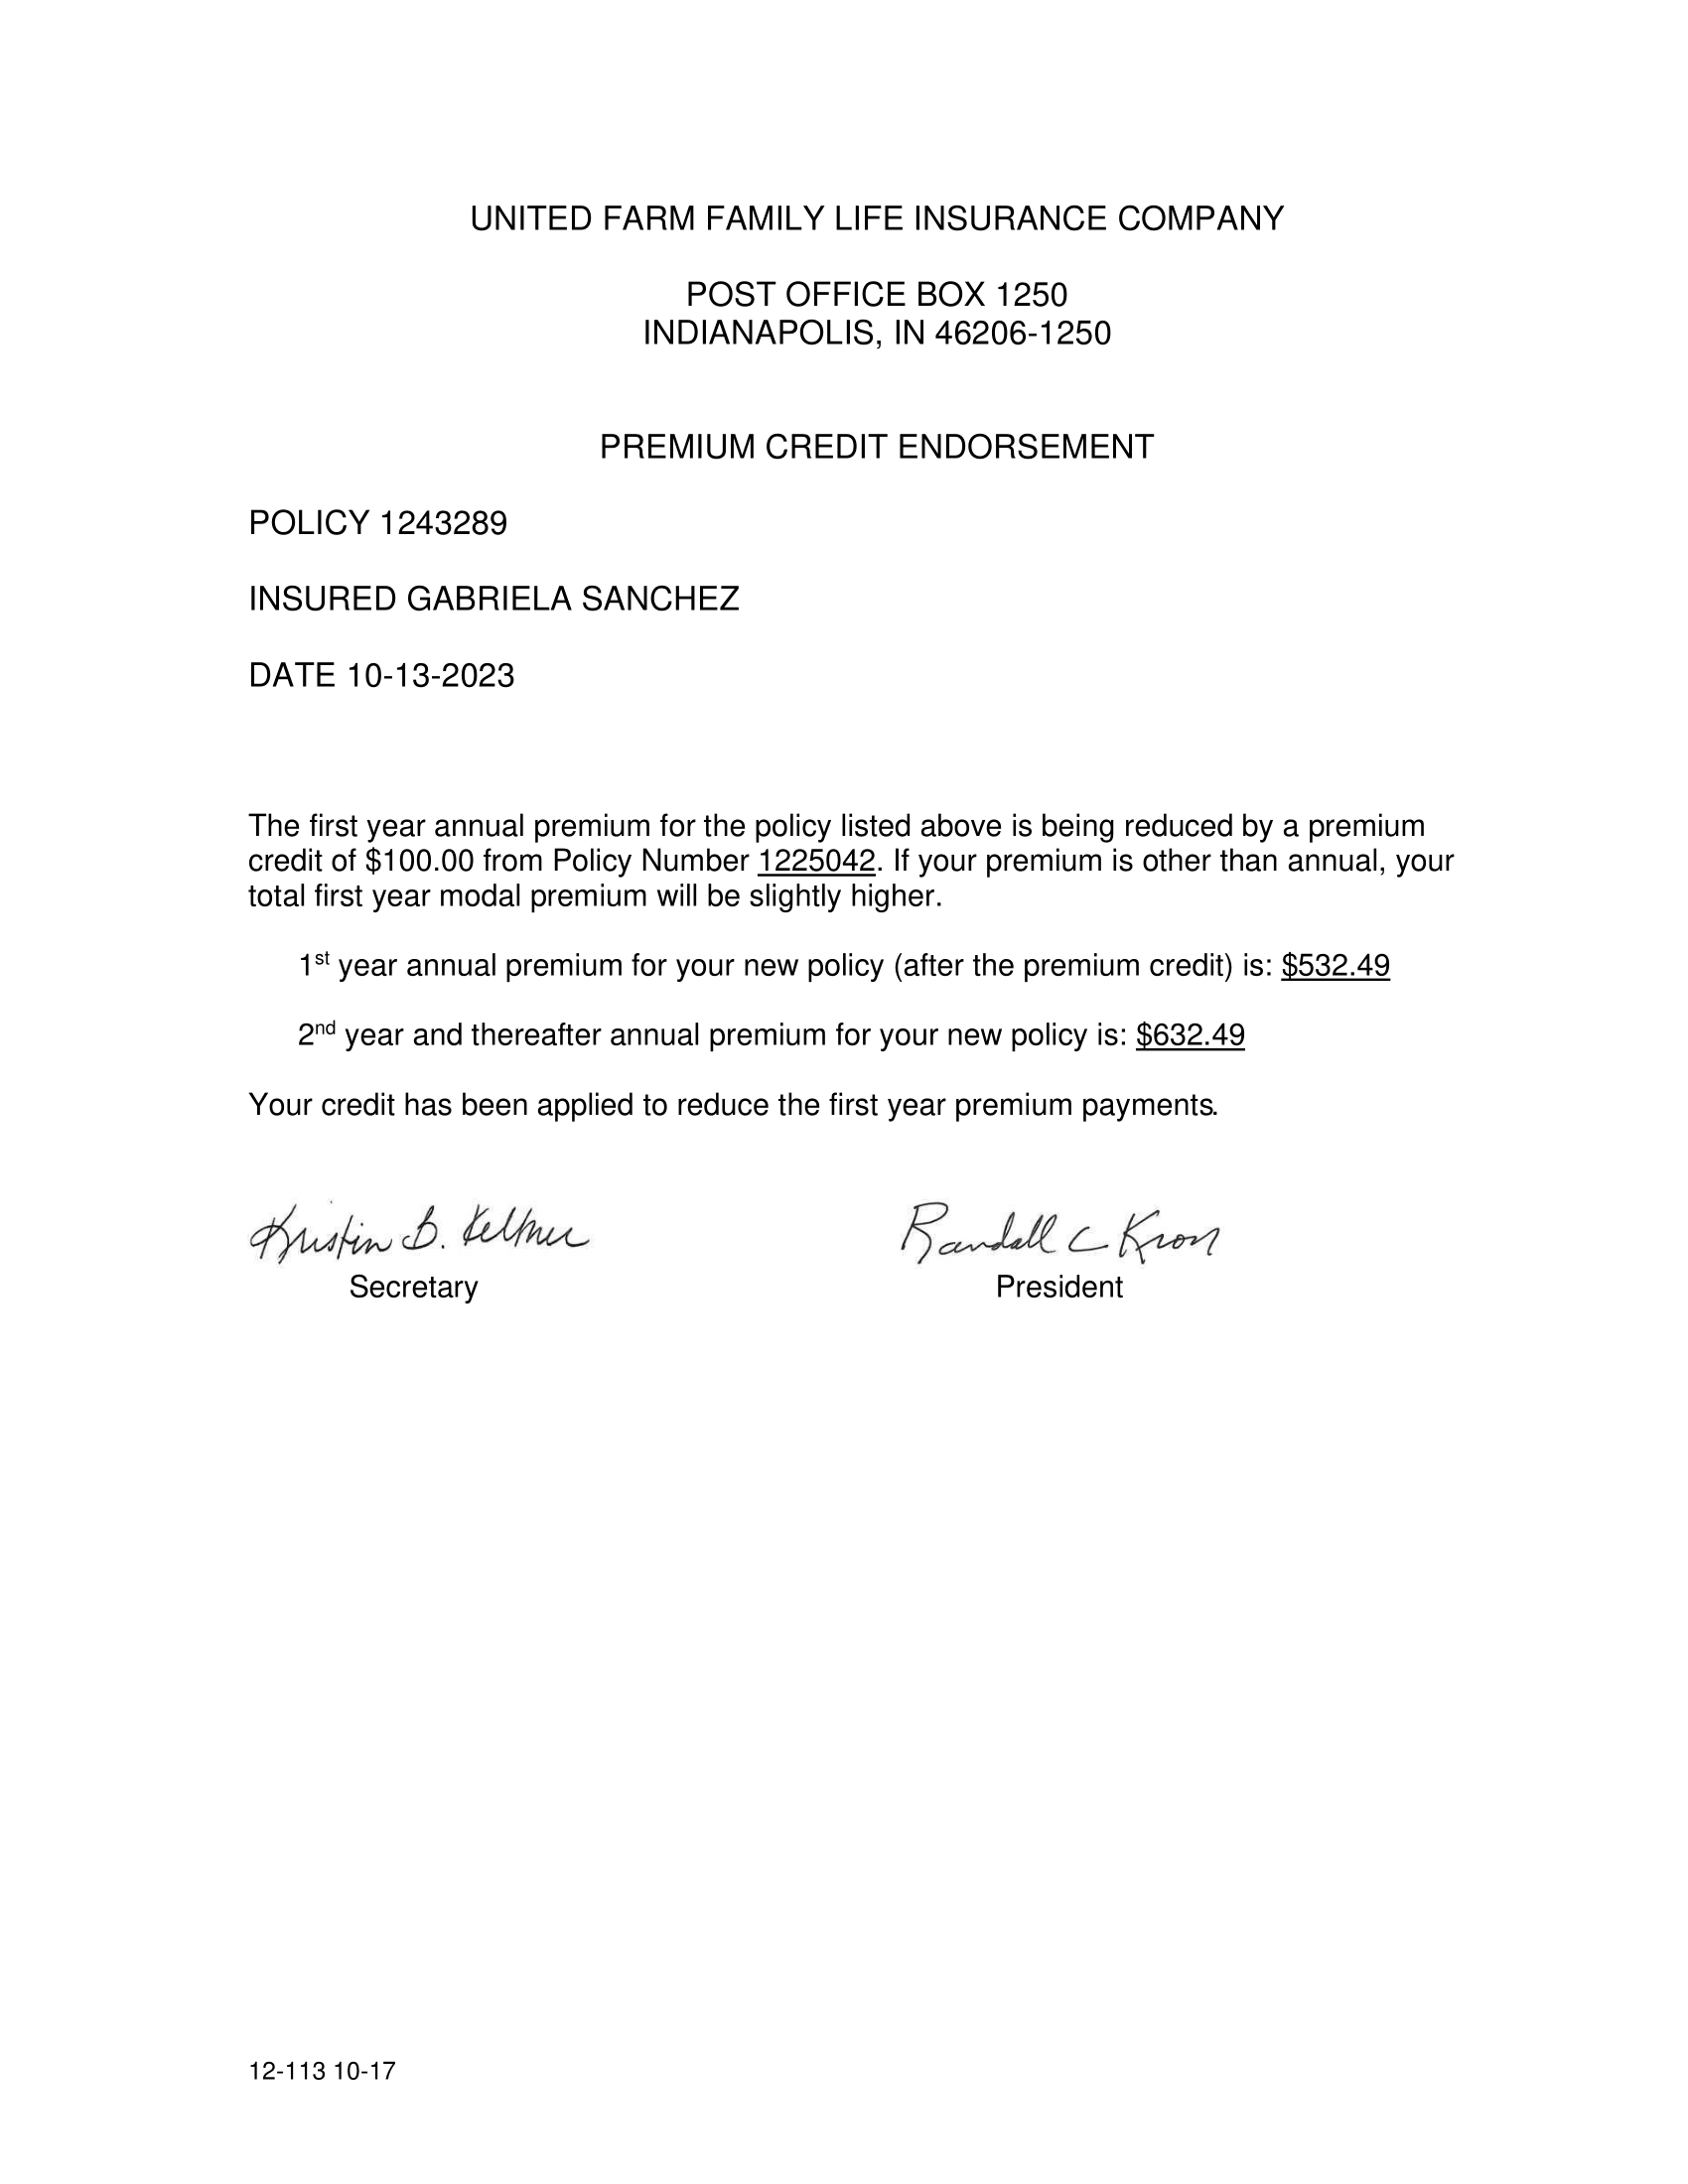 UNITED FARM FAMILY LIFE INSURANCE COMPANY
POST OFFICE BOX 1250
INDIANAPOLIS, IN 46206-1250
PREMIUM CREDIT ENDORSEMENT
POLICY 1243289
INSURED GABRIELA SANCHEZ
DATE 10-13-2023
The first year annual premium for the policy listed above is being reduced by a premium
credit of $100.00 from Policy Number 1225042. If your premium is other than annual, your
total first year modal premium will be slightly higher.
1st year annual premium for your new policy (after the premium credit) is: $532.49
2nd year and thereafter annual premium for your new policy is: $632.49
Your credit has been applied to reduce the first year premium payments.
Kristin B. Keltner Randall C Kron
Secretary President
12-113 10-17